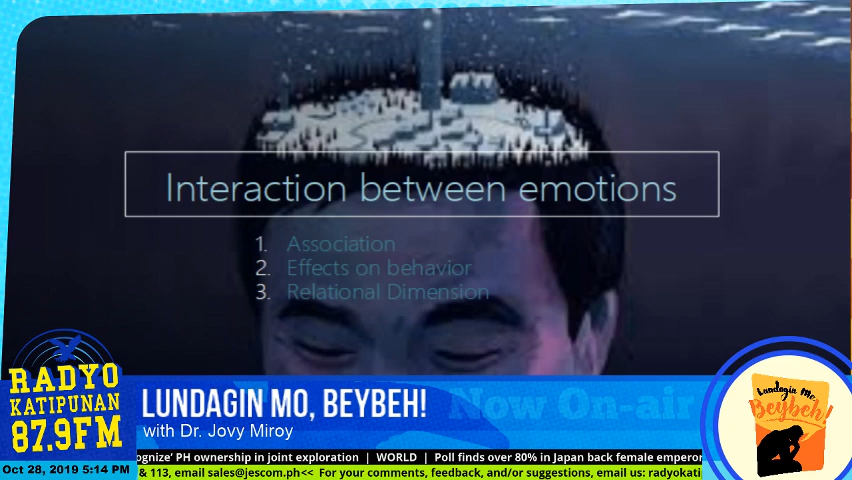 Interaction between emotions
1. Association
2. Effects on behavior
3. Relational Dimension
RADYO
KATIPUNAN
87.9FM
LUNDAGIN MO, BEYBEH!
with Dr. Jovy Miroy
Now On-air
Lundagin Mo,
Beybeh!
ognize' PH ownership in joint exploration | WORLD | Poll finds over 80% in Japan back female emperor
Oct 28, 2019 5:14 PM
& 113, email sales@jescom.ph<< For your comments, feedback, and/or suggestions, email us: radyokati